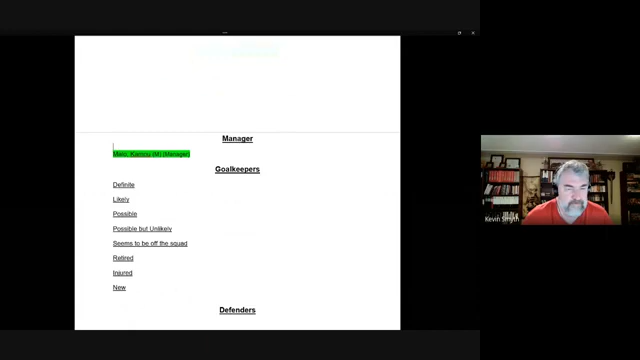 Manager
(M) (Manager)
Goalkeepers
Definite
Likely
Possible
Possible but Unlikely
Seems to be off the squad
Retired
Injured
New
Defenders
Kevin Smyth